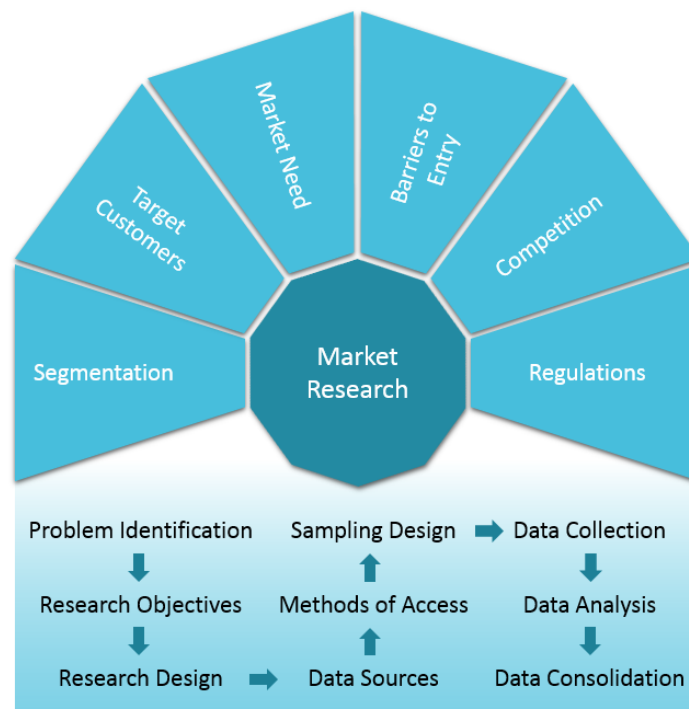 Segmentation
Target
Customers
Market Need
Barriers to
Entry
Competition
Regulations
Market
Research
Problem Identification
Research Objectives
Research Design
Data Sources
Methods of Access
Sampling Design
Data Collection
Data Analysis
Data Consolidation